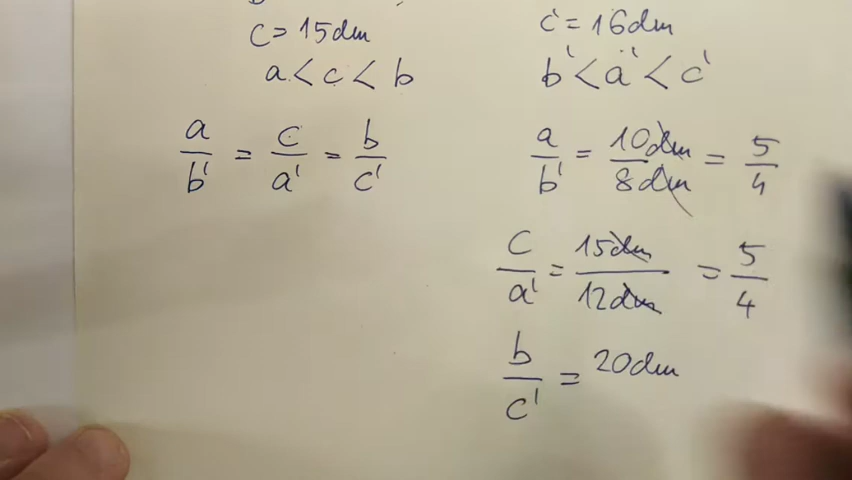 c = 15dm
c' = 16dm
a < c < b
b' < a' < c'
a/b' = c/a' = b/c'
a/b' = 10dm/8dm = 5/4
c/a' = 15dm/12dm = 5/4
b/c' = 20dm